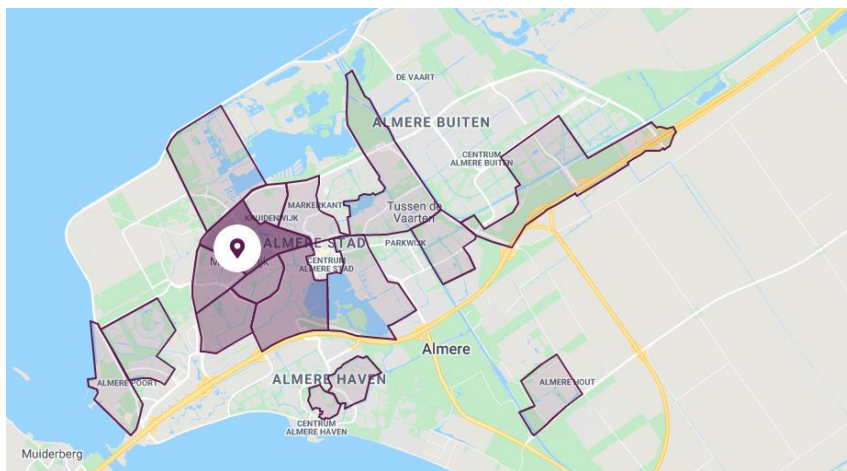 DE VAART
ALMERE BUITEN
CENTRUM
ALMERE BUITEN
MARKERKANT
Tussen de
Vaarten
KRUIDENWIJK
ALMERE STAD
PARKWIJK
CENTRUM
ALMERE STAD
Almere
ALMERE POORT
ALMERE HAVEN
ALMERE HOUT
CENTRUM
ALMERE HAVEN
Muiderberg